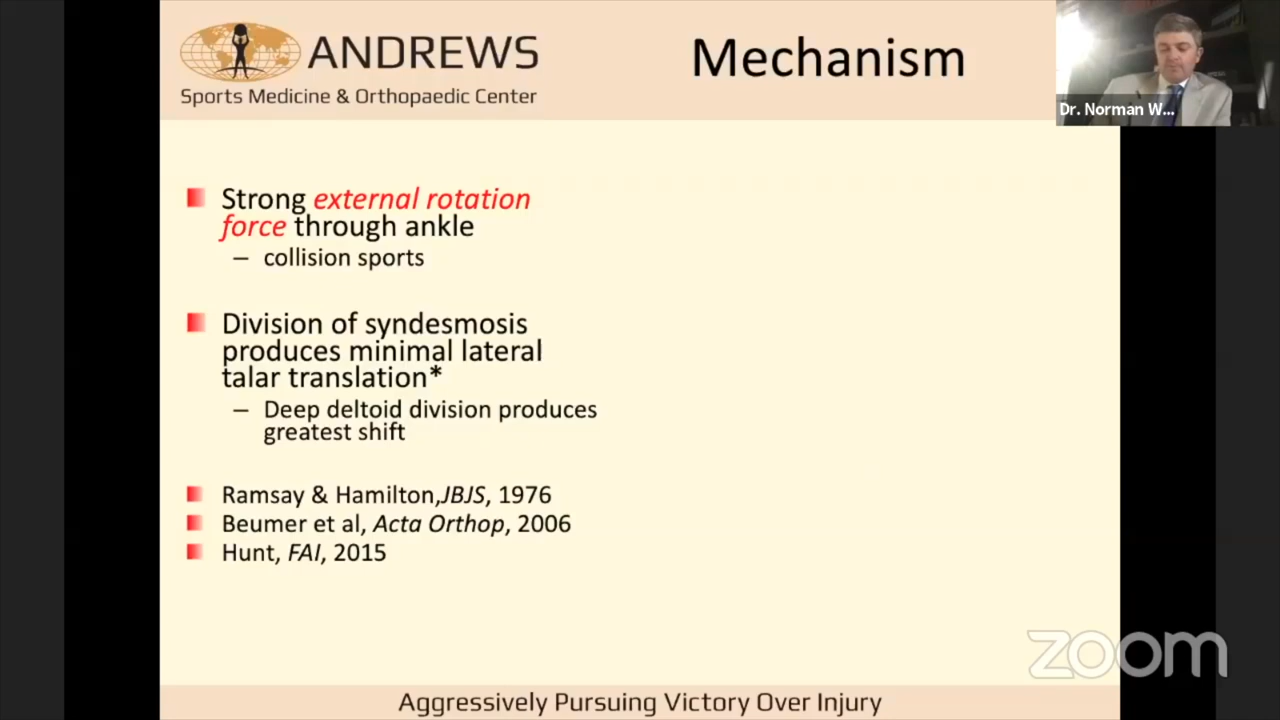 ANDREWS
Sports Medicine & Orthopaedic Center
Mechanism
Dr. Norman W...
Strong external rotation
force through ankle
– collision sports
Division of syndesmosis
produces minimal lateral
talar translation*
– Deep deltoid division produces
greatest shift
Ramsay & Hamilton,JBJS, 1976
Beumer et al, Acta Orthop, 2006
Hunt, FAI, 2015
zoom
Aggressively Pursuing Victory Over Injury